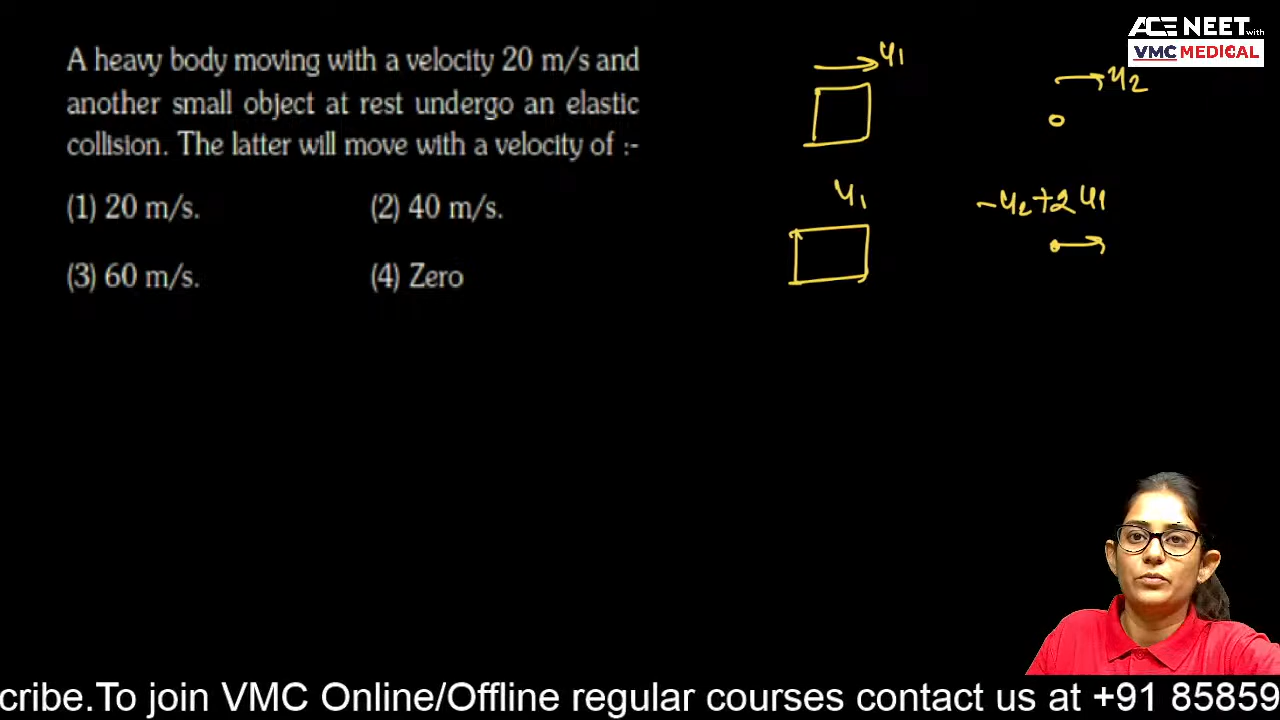 ACE NEET with
VMC MEDICAL
A heavy body moving with a velocity 20 m/s and
another small object at rest undergo an elastic
collision. The latter will move with a velocity of :-
(1) 20 m/s.
(2) 40 m/s.
(3) 60 m/s.
(4) Zero
u1
u2
u1
-u2+2u1
cribe.To join VMC Online/Offline regular courses contact us at +91 85859